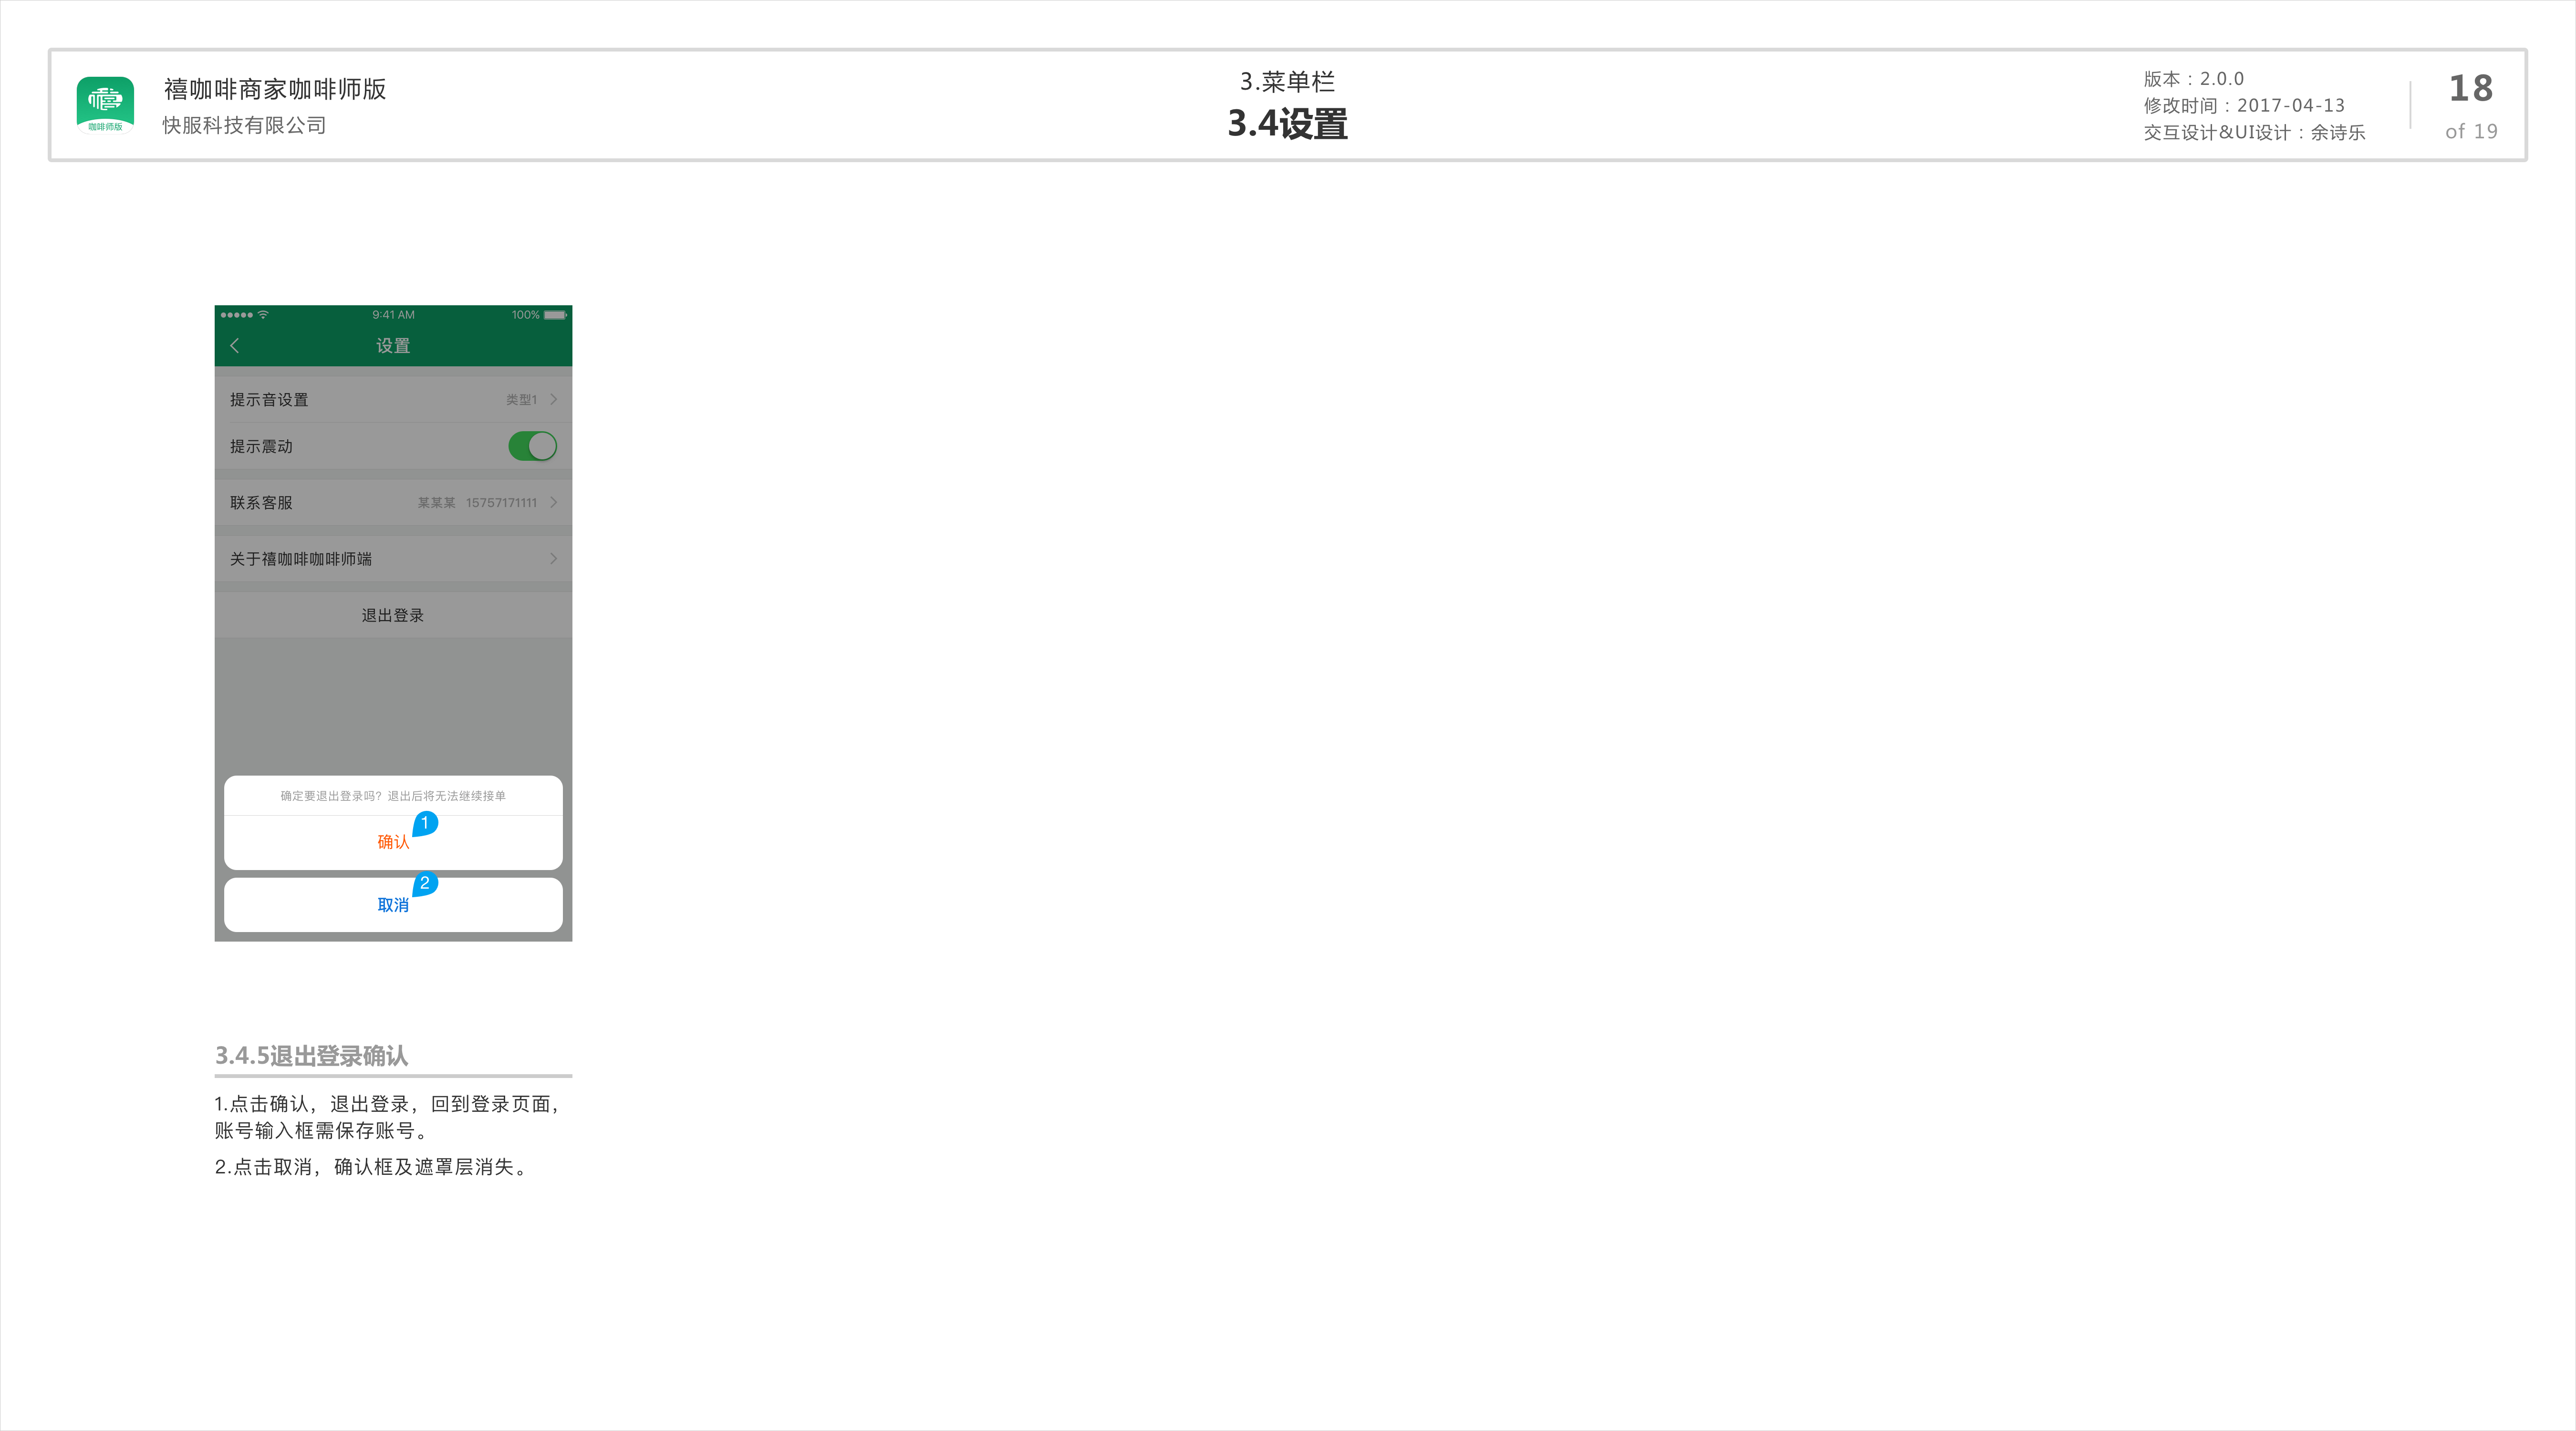 咖啡师版
禧咖啡商家咖啡师版
快服科技有限公司
3.菜单栏
3.4设置
版本：2.0.0
修改时间：2017-04-13
交互设计&UI设计：余诗乐
18
of 19
9:41 AM
100%
设置
提示音设置 类型1
提示震动
联系客服 某某某 15757171111
关于禧咖啡咖啡师端
退出登录
确定要退出登录吗？退出后将无法继续接单
1
确认
2
取消
3.4.5退出登录确认
1.点击确认，退出登录，回到登录页面，
账号输入框需保存账号。
2.点击取消，确认框及遮罩层消失。